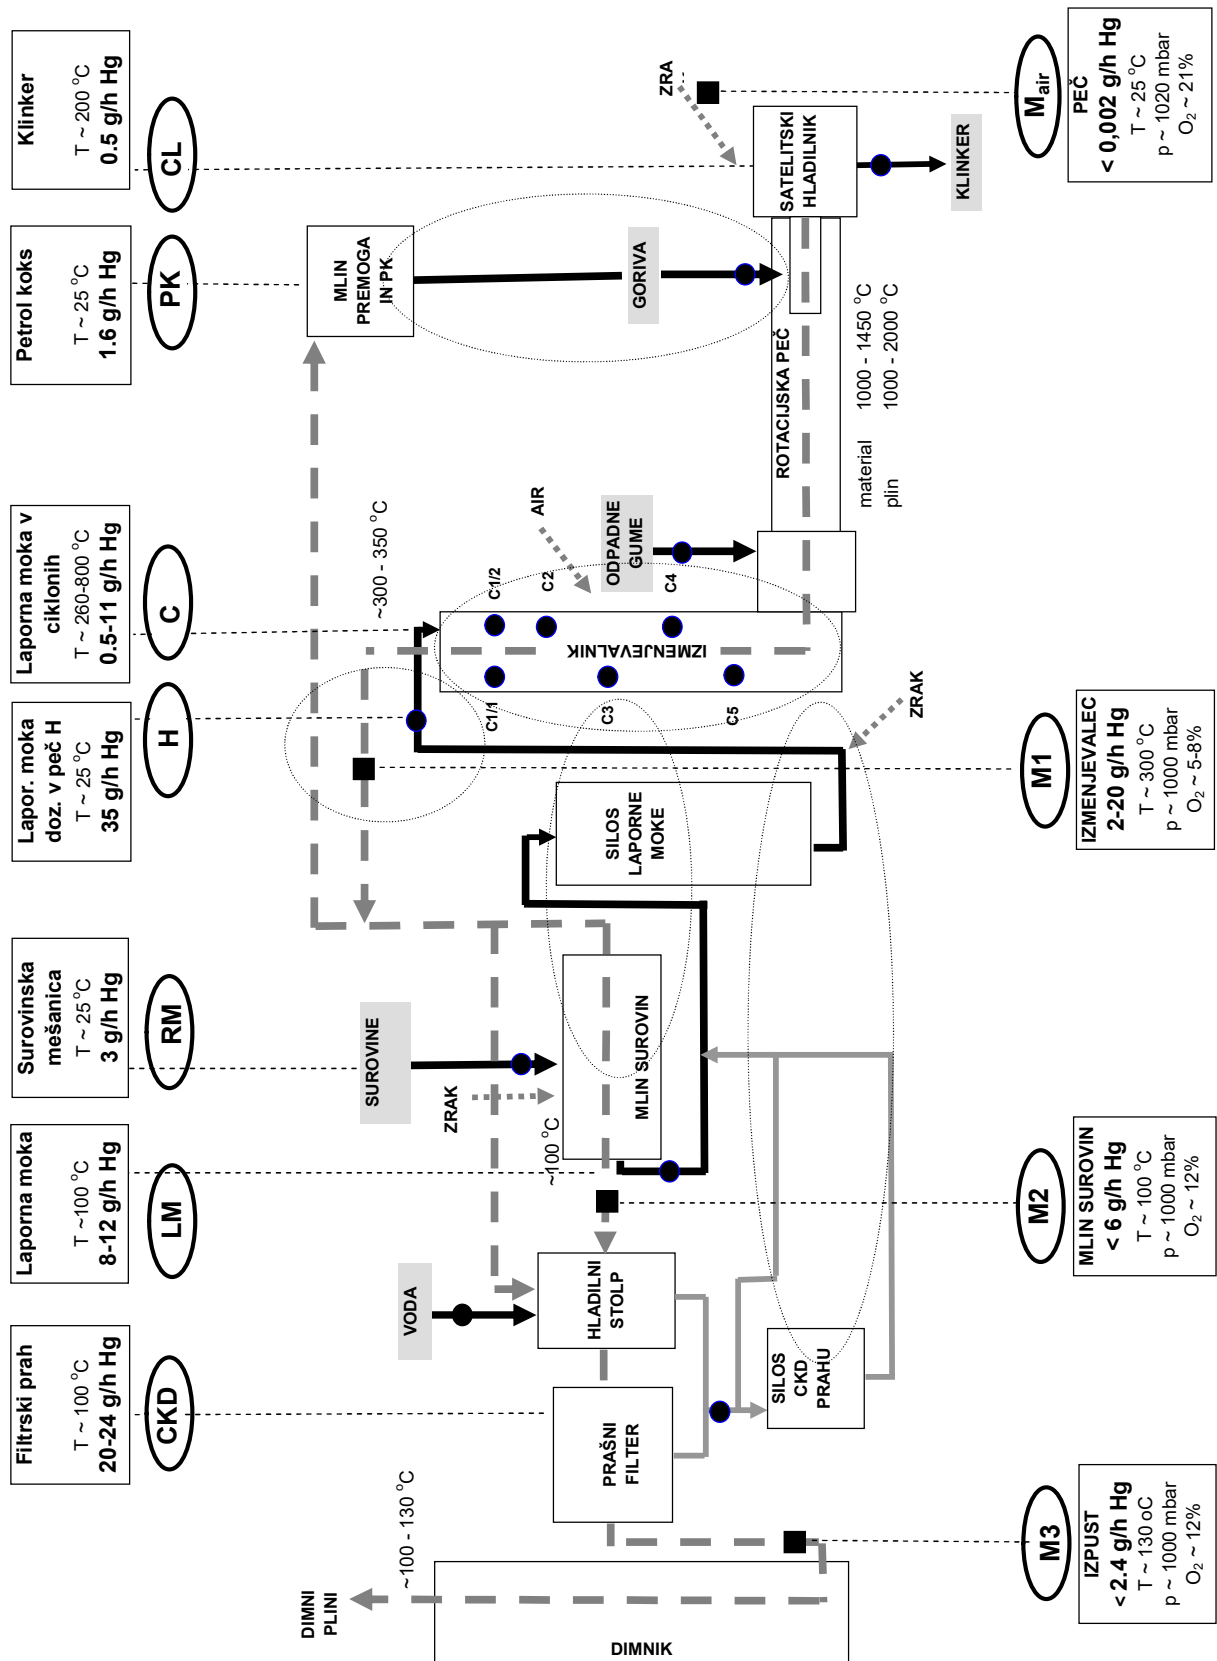 Filtrski prah
T ~ 100 °C
20-24 g/h Hg
CKD
Laporna moka
T ~100 °C
8-12 g/h Hg
LM
Surovinska
mešanica
T ~ 25 °C
3 g/h Hg
RM
Lapor. moka
doz. v peč H
T ~ 25 °C
35 g/h Hg
H
Laporna moka v
ciklonih
T ~ 260-800 °C
0.5-11 g/h Hg
C
Petrol koks
T ~ 25 °C
1.6 g/h Hg
PK
Klinker
T ~ 200 °C
0.5 g/h Hg
CL
DIMNI
PLINI
~100 - 130 °C
VODA
SUROVINE
ZRAK
~100 °C
~300 - 350 °C
MLIN
PREMOGA
IN PK
GORIVA
ZRA
AIR
ODPADNE
GUME
C1/2
C2
C4
IZMENJEVALNIK
C1/1
C3
C5
DIMNIK
PRAŠNI
FILTER
HLADILNI
STOLP
MLIN SUROVIN
SILOS
LAPORNE
MOKE
ROTACIJSKA PEČ
SATELITSKI
HLADILNIK
material 1000 - 1450 °C
plin 1000 - 2000 °C
KLINKER
ZRAK
SILOS
CKD
PRAHU
M3
IZPUST
< 2.4 g/h Hg
T ~ 130 oC
p ~ 1000 mbar
O2 ~ 12%
M2
MLIN SUROVIN
< 6 g/h Hg
T ~ 100 °C
p ~ 1000 mbar
O2 ~ 12%
M1
IZMENJEVALEC
2-20 g/h Hg
T ~ 300 °C
p ~ 1000 mbar
O2 ~ 5-8%
Mair
PEČ
< 0,002 g/h Hg
T ~ 25 °C
p ~ 1020 mbar
O2 ~ 21%